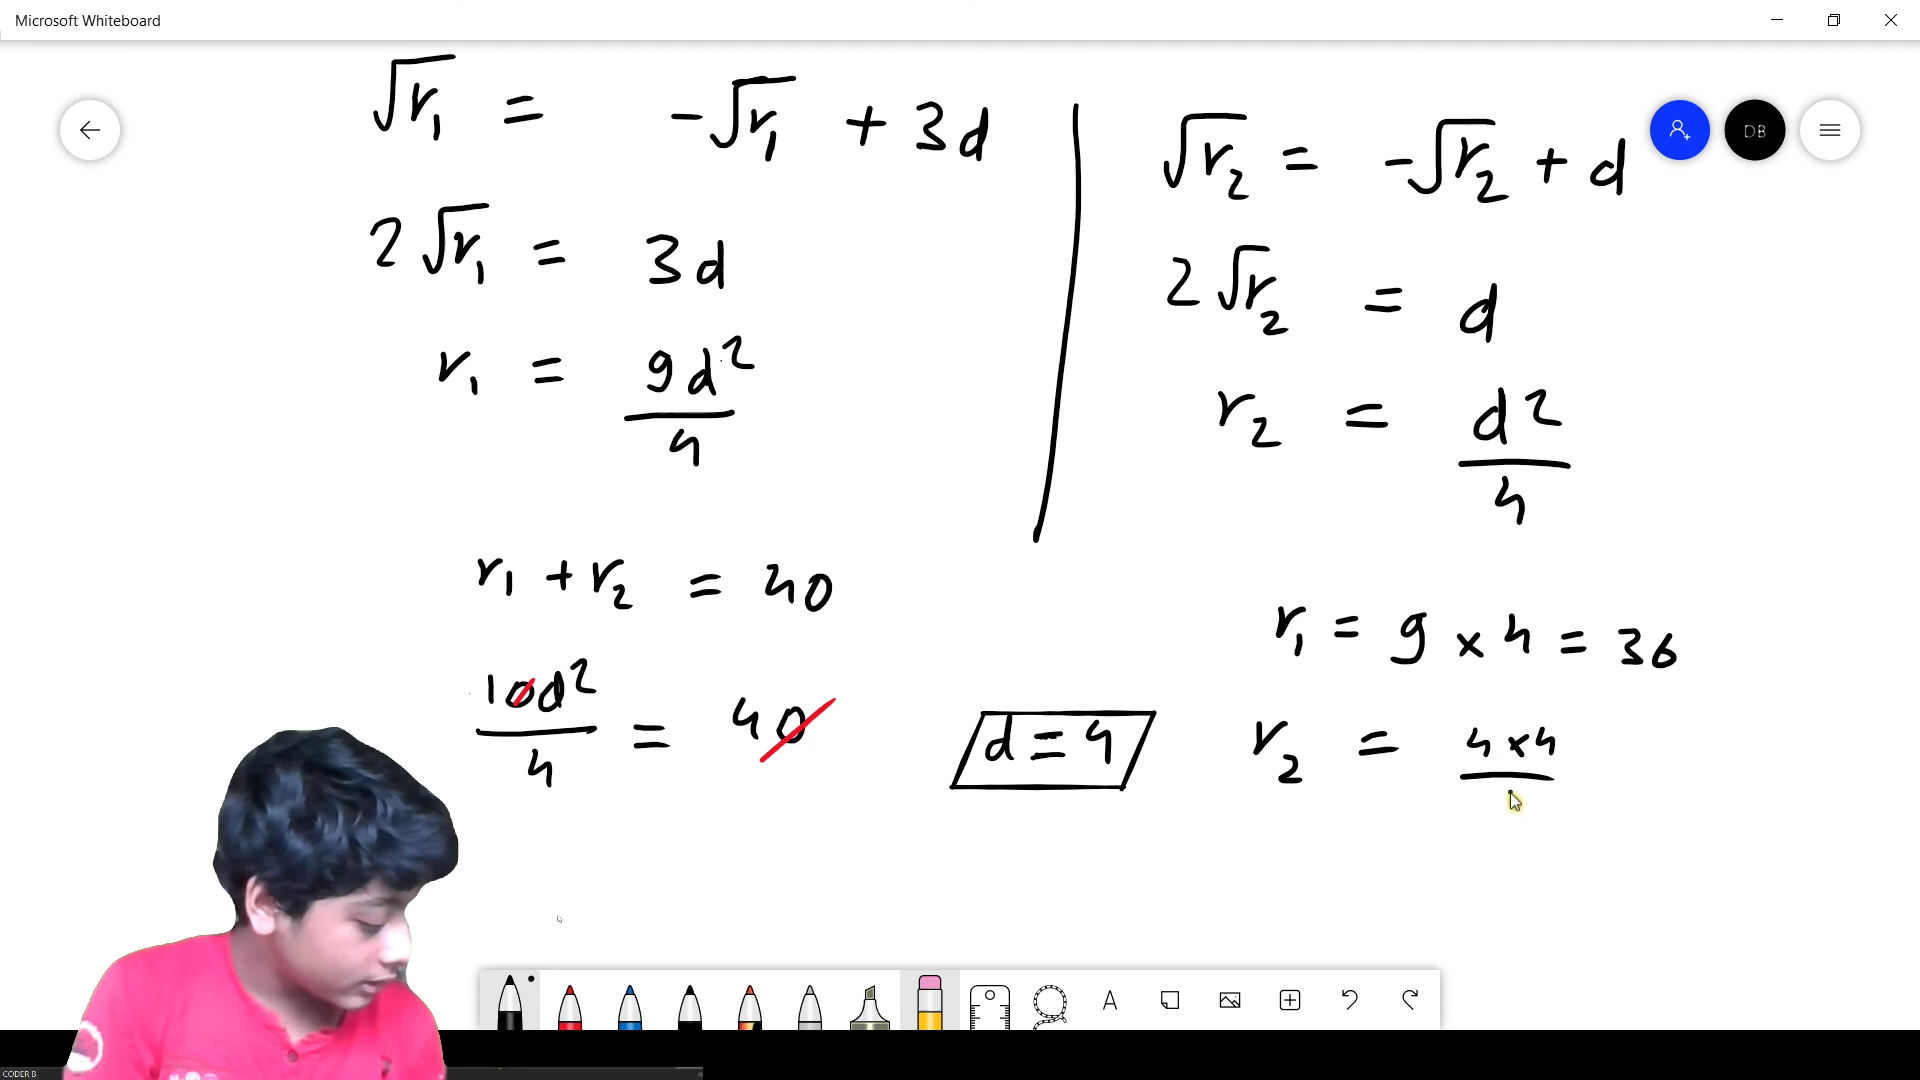 Microsoft Whiteboard
√r₁ = -√r₁ + 3d
2√r₁ = 3d
r₁ = 9d²/4
√r₂ = -√r₂ + d
2√r₂ = d
r₂ = d²/4
DB
r₁ + r₂ = 40
10d²/4 = 40
d = 4
r₁ = 9 × 4 = 36
r₂ = 4×4
A
CODER B